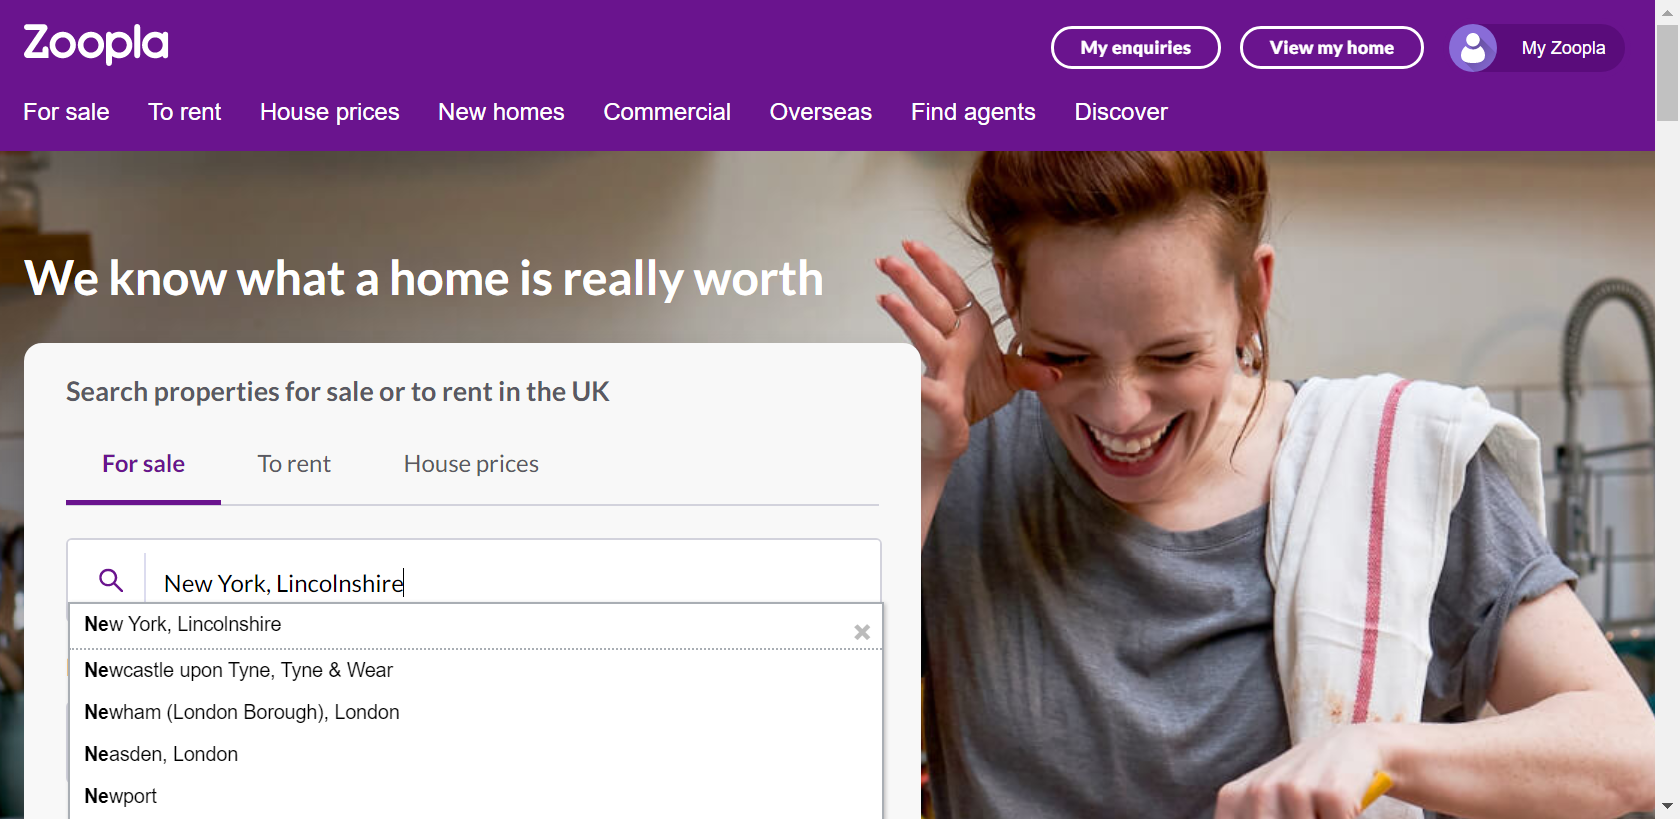 Zoopla
My enquiries
View my home
My Zoopla
For sale
To rent
House prices
New homes
Commercial
Overseas
Find agents
Discover
We know what a home is really worth
Search properties for sale or to rent in the UK
For sale
To rent
House prices
New York, Lincolnshire
New York, Lincolnshire
Newcastle upon Tyne, Tyne & Wear
Newham (London Borough), London
Neasden, London
Newport